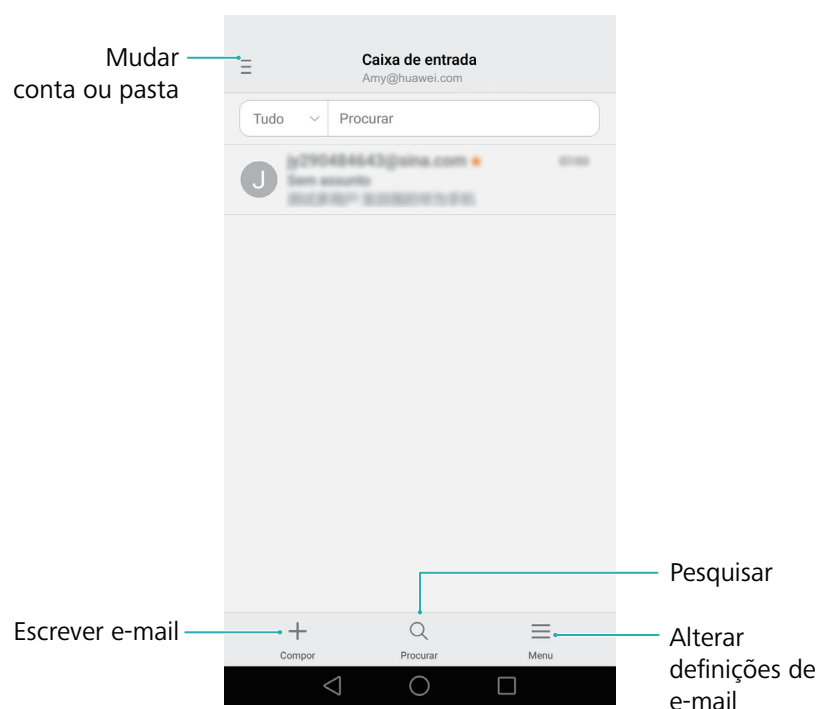 Mudar
conta ou pasta
Caixa de entrada
Amy@huawei.com
Tudo
Procurar
J
Sem assunto
Pesquisar
Escrever e-mail
Compor
Procurar
Menu
Alterar
definições de
e-mail